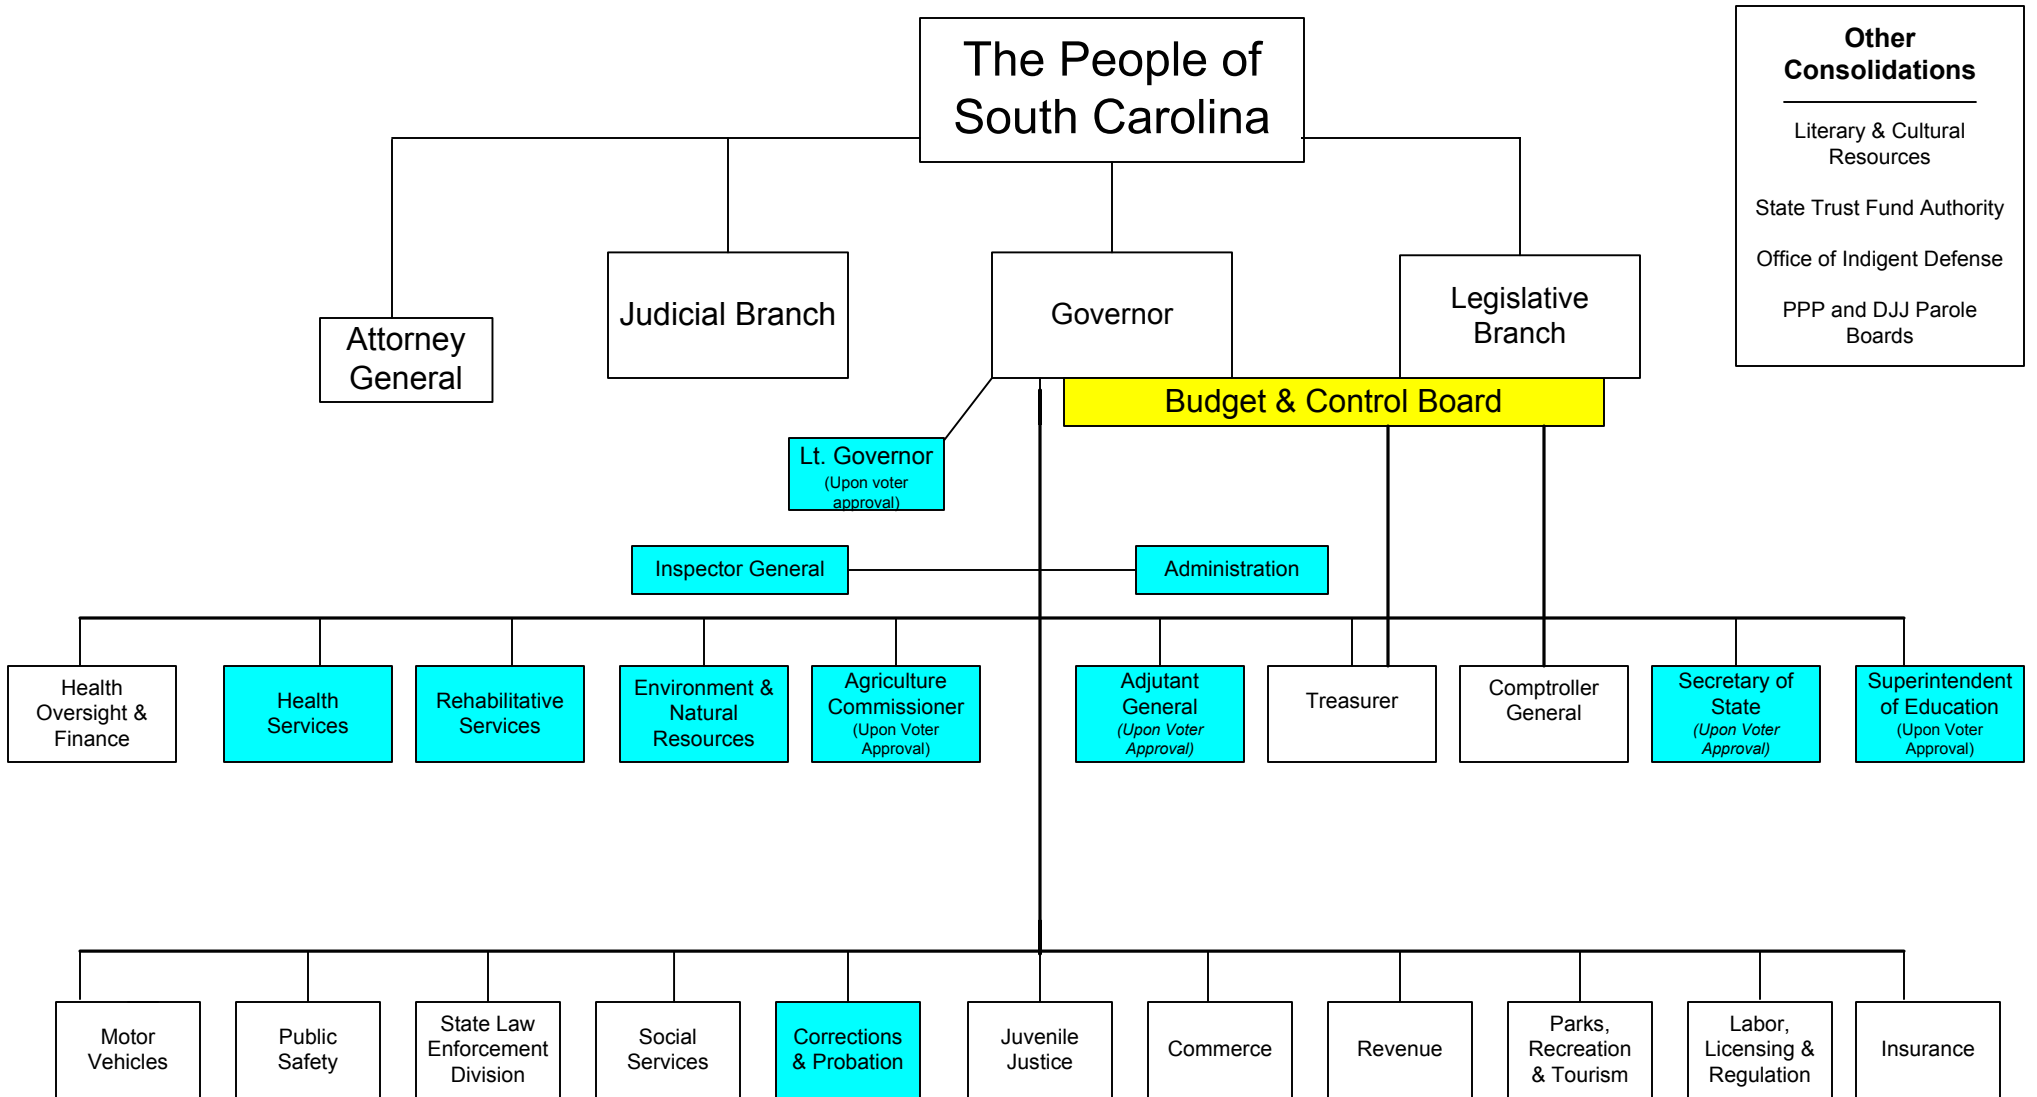 The People of
South Carolina
Other
Consolidations
Literary & Cultural
Resources
State Trust Fund Authority
Office of Indigent Defense
PPP and DJJ Parole
Boards
Attorney
General
Judicial Branch
Governor
Legislative
Branch
Budget & Control Board
Lt. Governor
(Upon voter
approval)
Inspector General
Administration
Health
Oversight &
Finance
Health
Services
Rehabilitative
Services
Environment &
Natural
Resources
Agriculture
Commissioner
(Upon Voter
Approval)
Adjutant
General
(Upon Voter
Approval)
Treasurer
Comptroller
General
Secretary of
State
(Upon Voter
Approval)
Superintendent
of Education
(Upon Voter
Approval)
Motor
Vehicles
Public
Safety
State Law
Enforcement
Division
Social
Services
Corrections
& Probation
Juvenile
Justice
Commerce
Revenue
Parks,
Recreation
& Tourism
Labor,
Licensing &
Regulation
Insurance